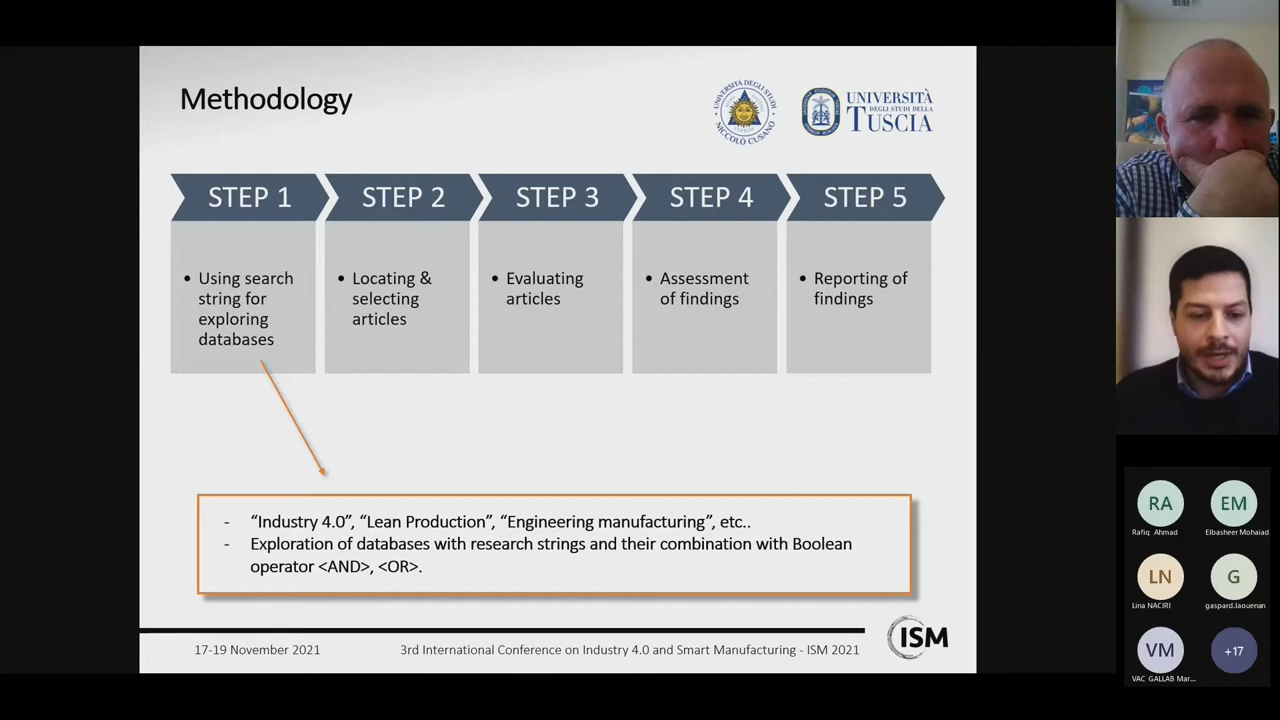 Methodology
UNIVERSITÀ DEGLI STUDI
NICCOLÒ CUSANO
UNIVERSITÀ
DEGLI STUDI DELLA
TUSCIA
STEP 1
STEP 2
STEP 3
STEP 4
STEP 5
• Using search
string for
exploring
databases
• Locating &
selecting
articles
• Evaluating
articles
• Assessment
of findings
• Reporting of
findings
- “Industry 4.0”, “Lean Production”, “Engineering manufacturing”, etc..
- Exploration of databases with research strings and their combination with Boolean
operator <AND>, <OR>.
17-19 November 2021
3rd International Conference on Industry 4.0 and Smart Manufacturing - ISM 2021
ISM
RA
Rafiq Ahmad
EM
Elbasheer Mohaiad
LN
Lina NACIRI
G
gaspard.laouenan
VM
VAC GALLAB Mar...
+17